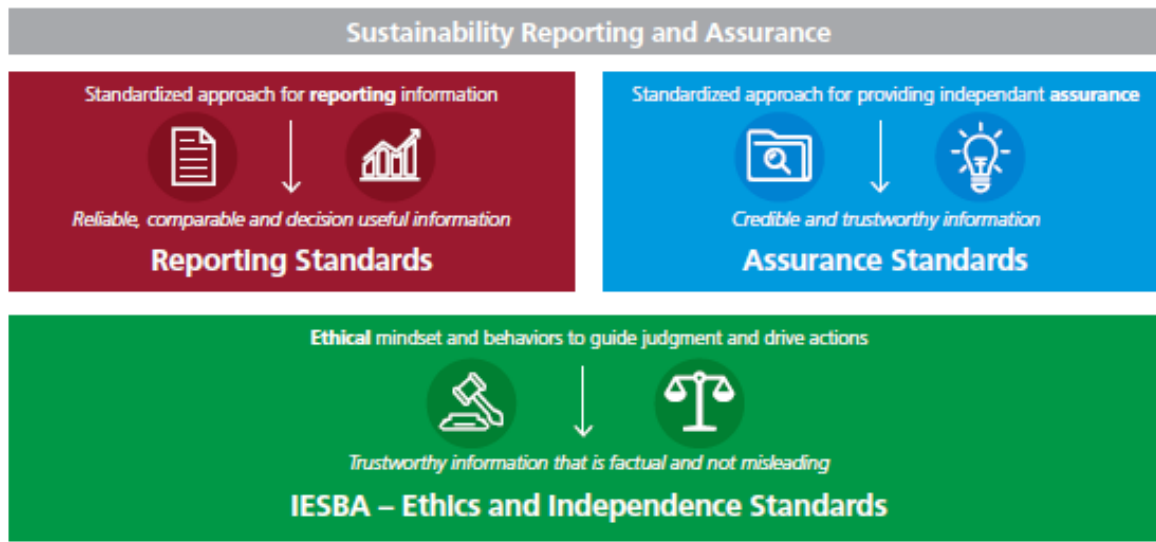 Sustainability Reporting and Assurance
Standardized approach for reporting information
Reliable, comparable and decision useful information
Reporting Standards
Standardized approach for providing independant assurance
Credible and trustworthy information
Assurance Standards
Ethical mindset and behaviors to guide judgment and drive actions
Trustworthy information that is factual and not misleading
IESBA – Ethics and Independence Standards